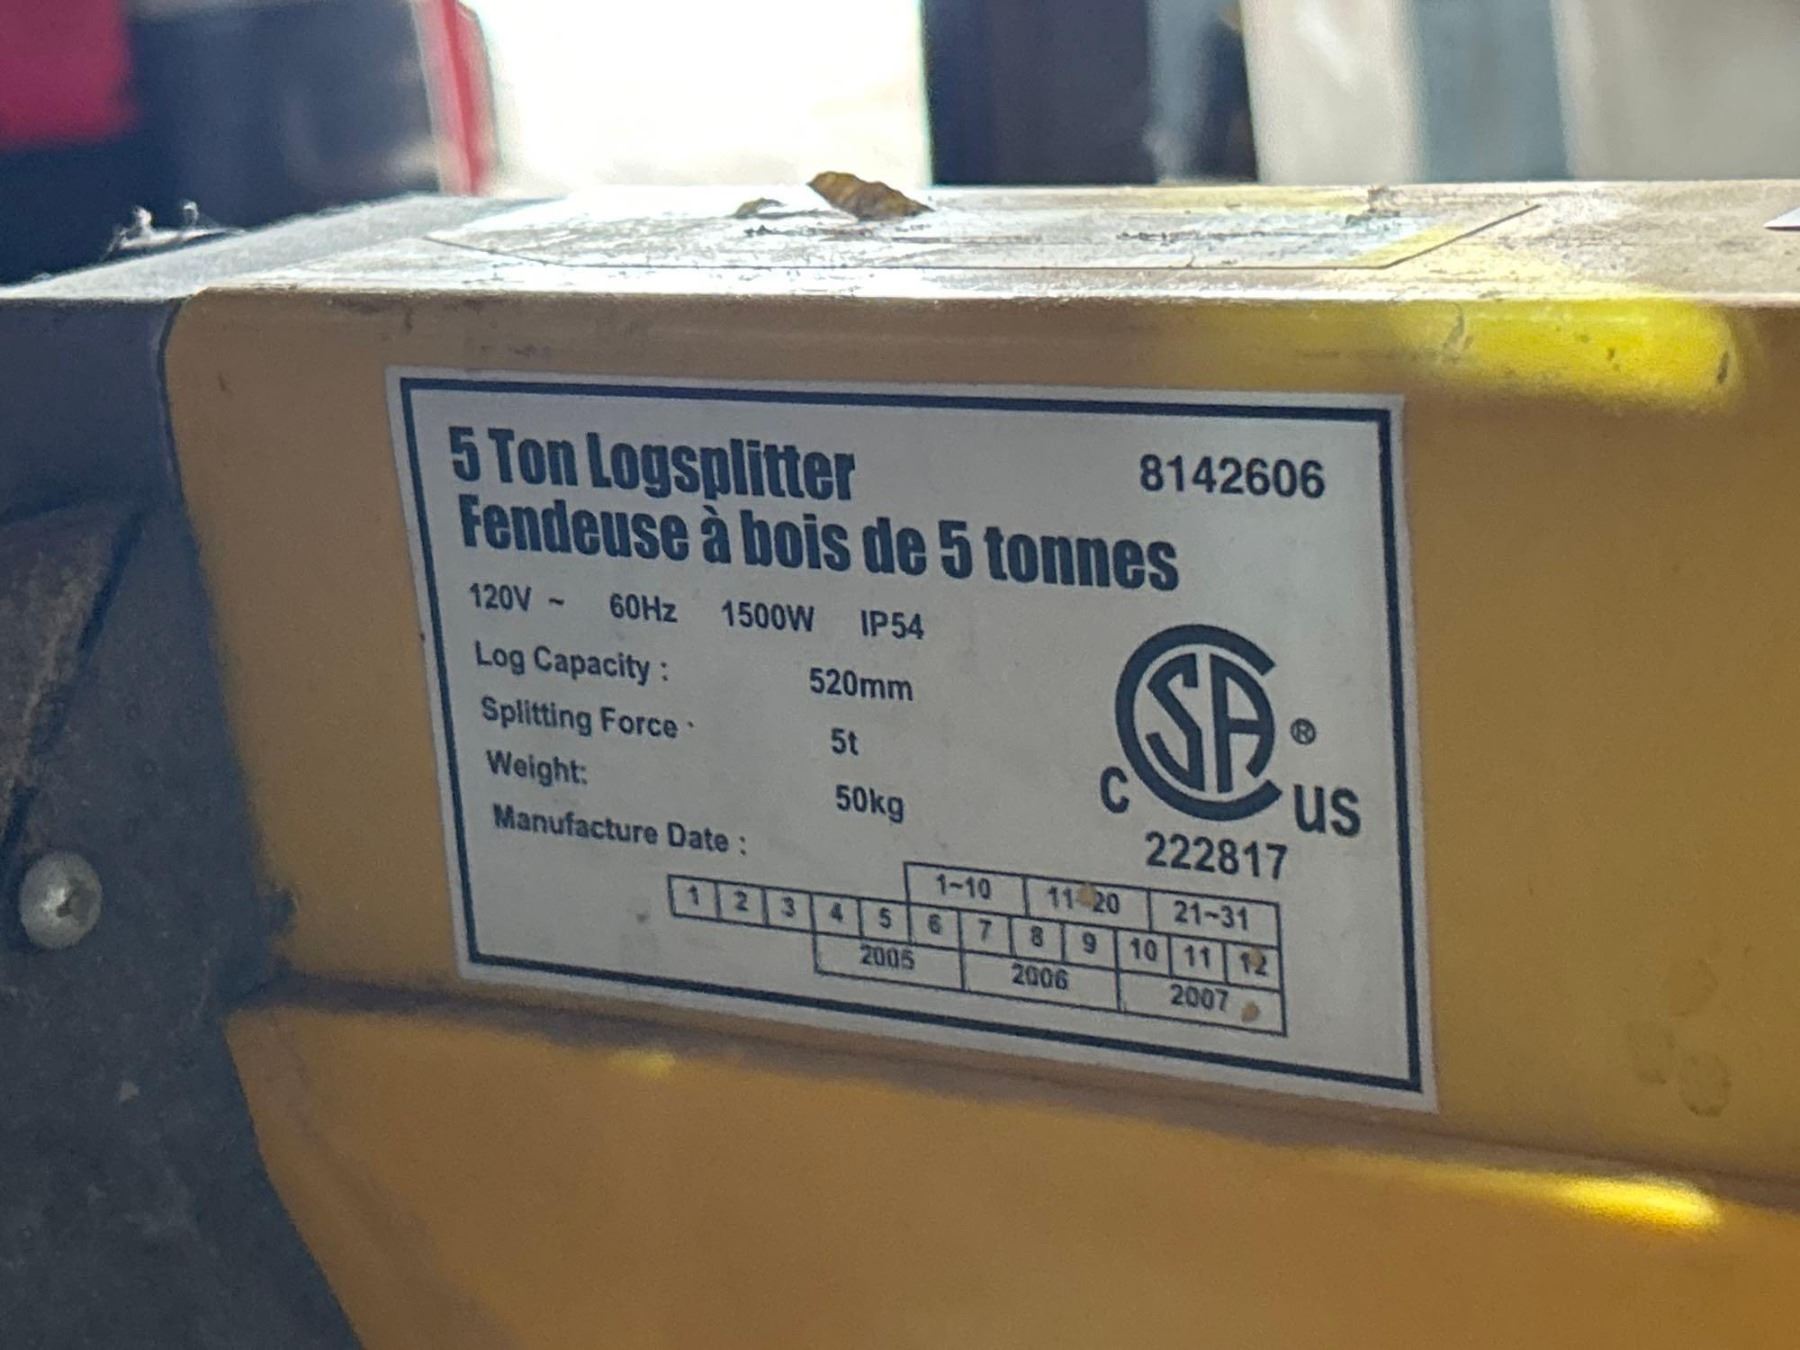 5 Ton Logsplitter 8142606
Fendeuse à bois de 5 tonnes
120V ~ 60Hz 1500W IP54
Log Capacity : 520mm
Splitting Force : 5t
Weight: 50kg
Manufacture Date :
CSA ®
C US
222817
1~10 11~20 21~31
1 2 3 4 5 6 7 8 9 10 11 12
2005 2006 2007